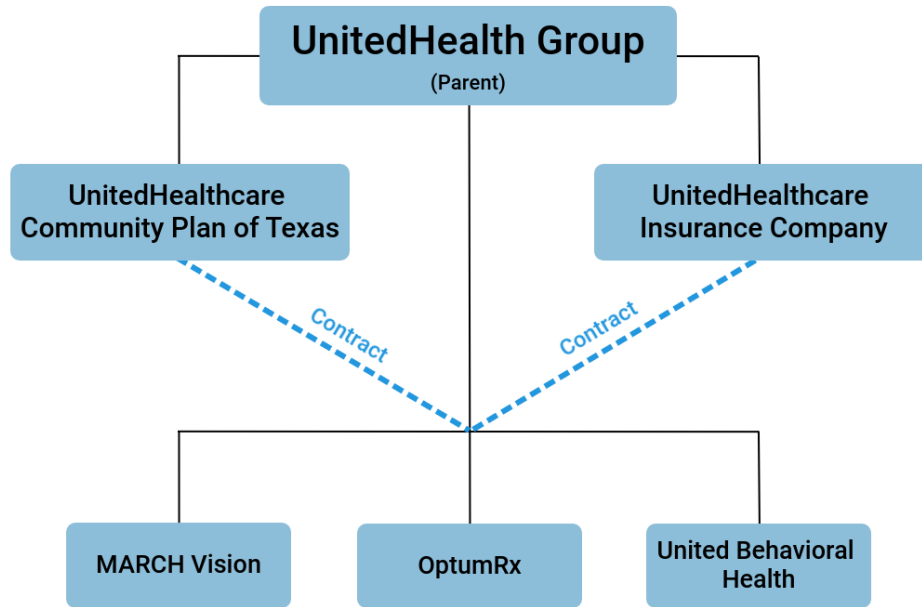 UnitedHealth Group
(Parent)
UnitedHealthcare
Community Plan of Texas
UnitedHealthcare
Insurance Company
Contract
Contract
MARCH Vision
OptumRx
United Behavioral
Health